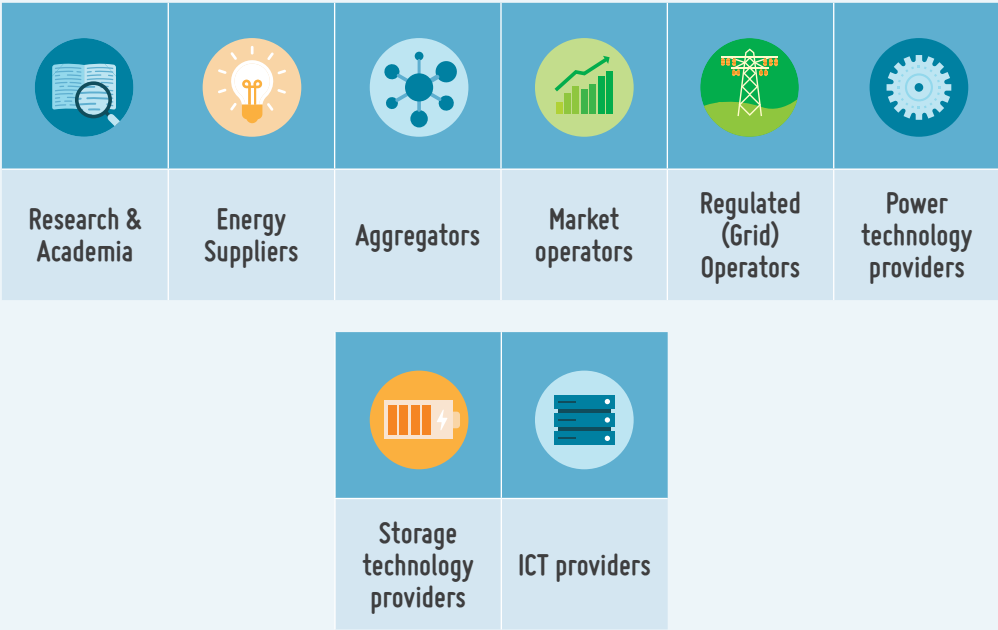 Research &
Academia
Energy
Suppliers
Aggregators
Market
operators
Regulated
(Grid)
Operators
Power
technology
providers
Storage
technology
providers
ICT providers